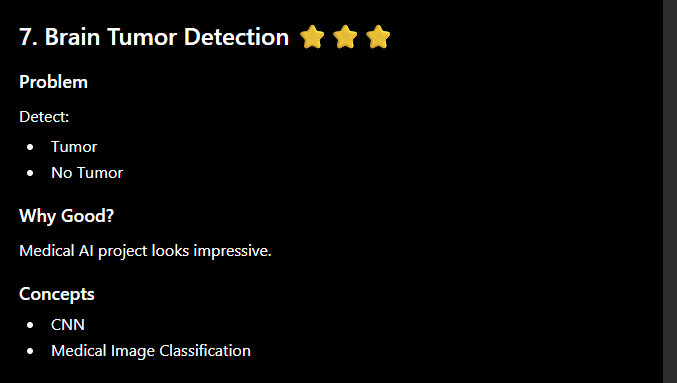 7. Brain Tumor Detection ⭐⭐⭐
Problem
Detect:
• Tumor
• No Tumor
Why Good?
Medical AI project looks impressive.
Concepts
• CNN
• Medical Image Classification